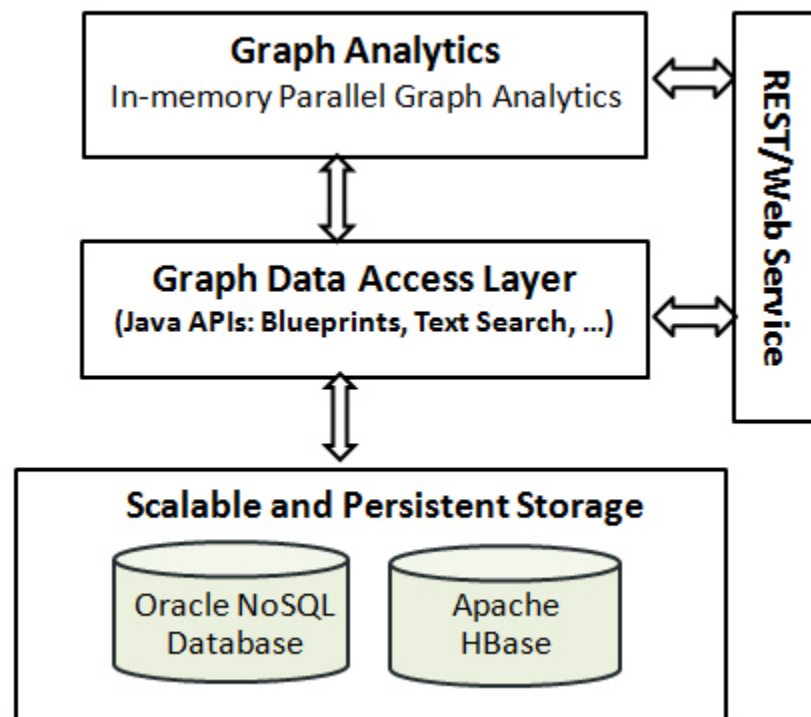 Graph Analytics
In-memory Parallel Graph Analytics
REST/Web Service
Graph Data Access Layer
(Java APIs: Blueprints, Text Search, ...)
Scalable and Persistent Storage
Oracle NoSQL
Database
Apache
HBase